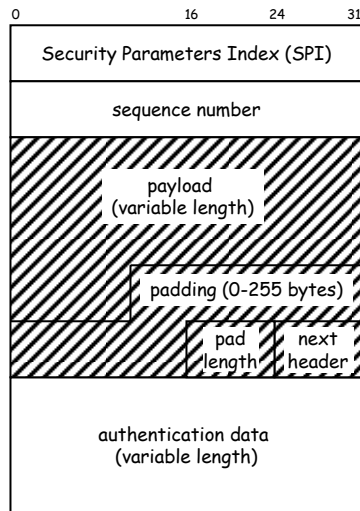 0 16 24 31
Security Parameters Index (SPI)
sequence number
payload
(variable length)
padding (0-255 bytes)
pad
length
next
header
authentication data
(variable length)